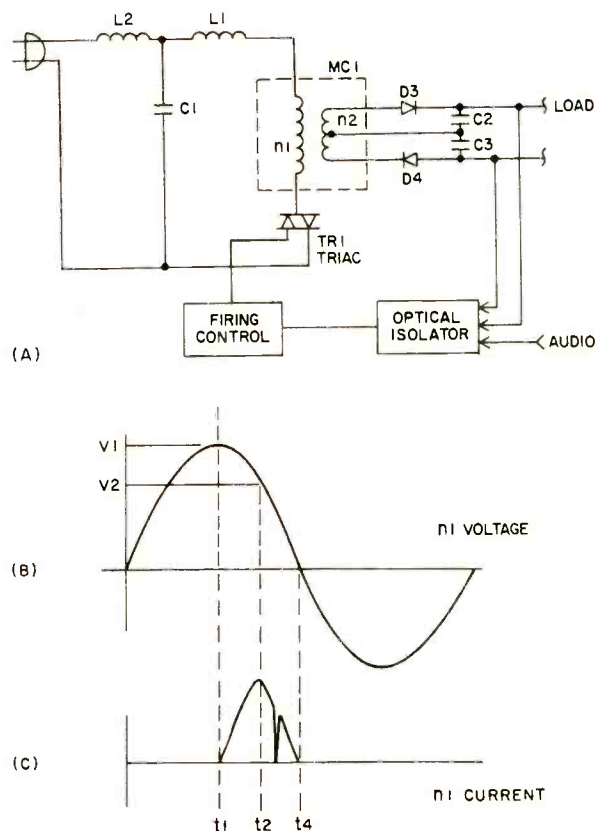 L2
L1
C1
MC1
n1
n2
D3
C2
C3
D4
LOAD
TR1
TRIAC
FIRING
CONTROL
OPTICAL
ISOLATOR
AUDIO
(A)
V1
V2
n1 VOLTAGE
(B)
(C)
n1 CURRENT
t1 t2 t4